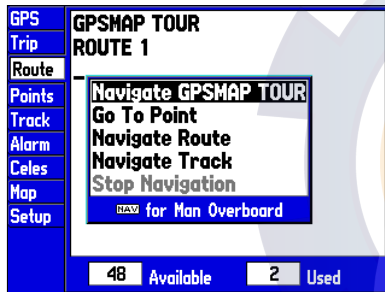 GPS
Trip
Route
Points
Track
Alarm
Celes
Map
Setup
GPSMAP TOUR
ROUTE 1
Navigate GPSMAP TOUR
Go To Point
Navigate Route
Navigate Track
Stop Navigation
NAV for Man Overboard
48 Available 2 Used